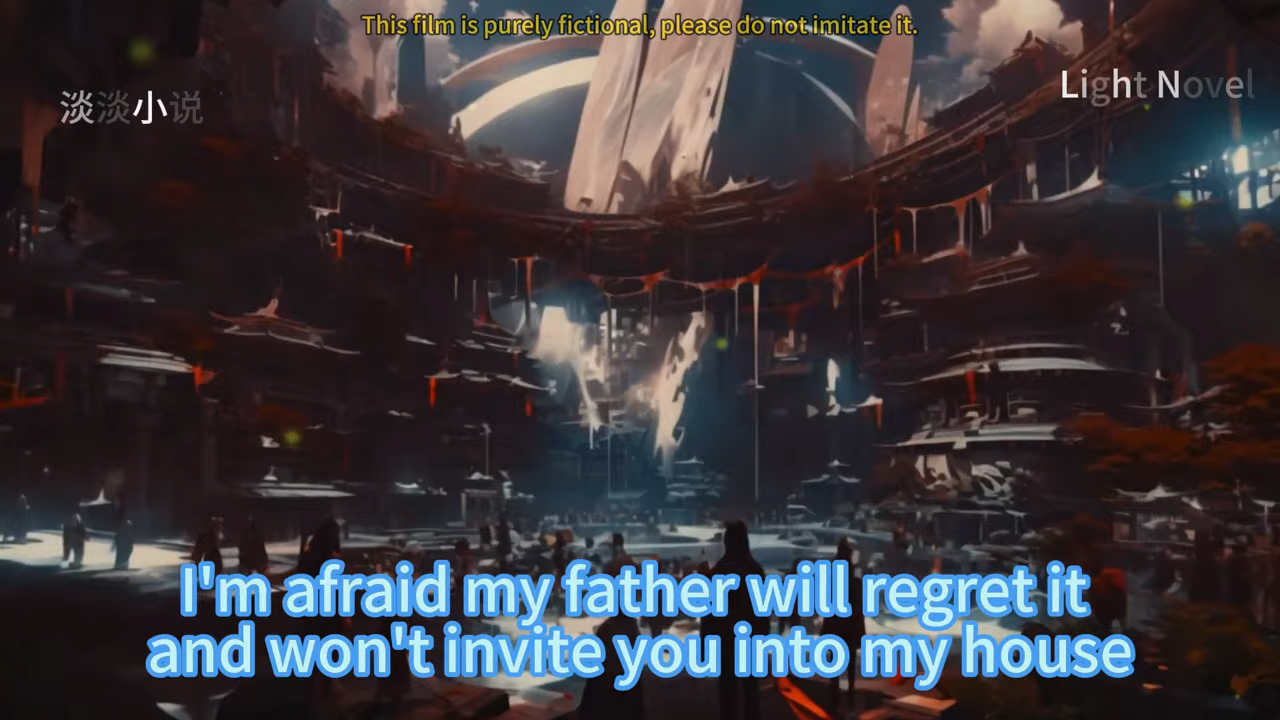 This film is purely fictional, please do not imitate it.
淡淡小说
Light Novel
I'm afraid my father will regret it
and won't invite you into my house